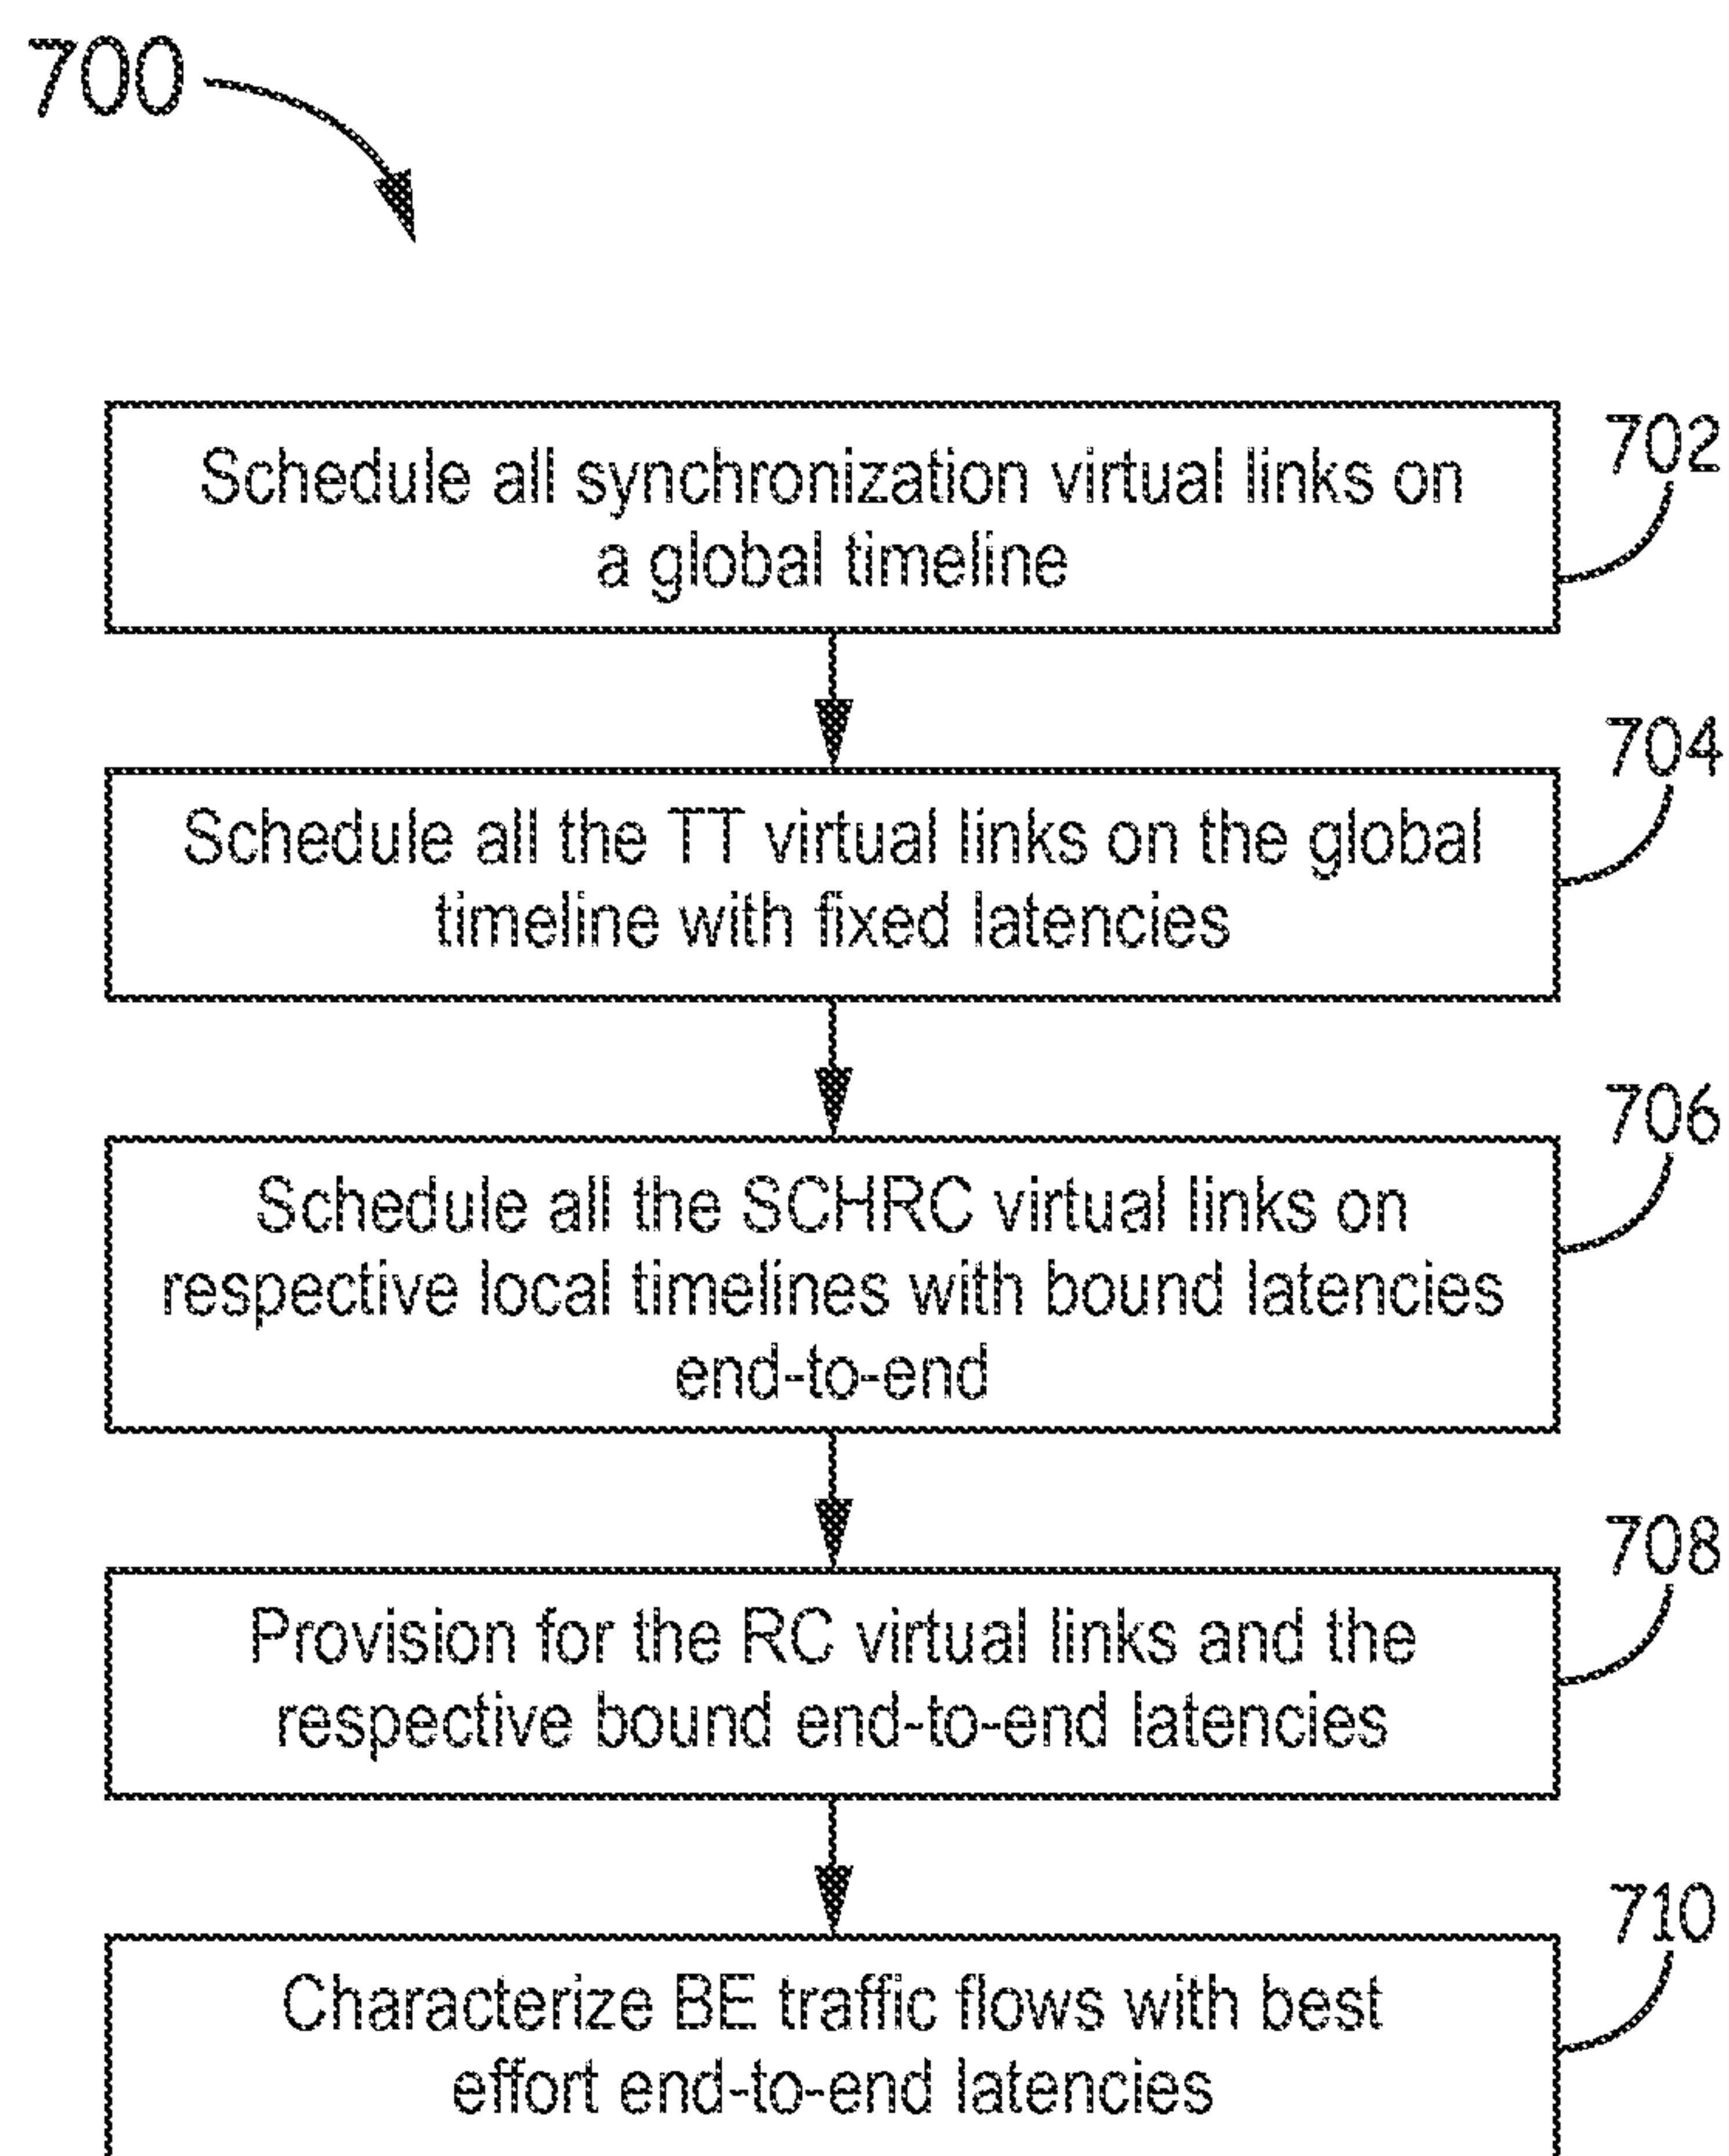 700
702
Schedule all synchronization virtual links on
a global timeline
704
Schedule all the TT virtual links on the global
timeline with fixed latencies
706
Schedule all the SCHRC virtual links on
respective local timelines with bound latencies
end-to-end
708
Provision for the RC virtual links and the
respective bound end-to-end latencies
710
Characterize BE traffic flows with best
effort end-to-end latencies